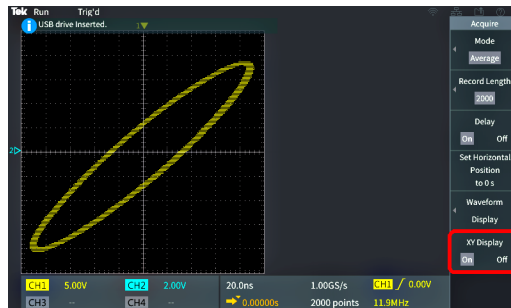 Tek Run Trig'd
i USB drive Inserted.
1
2
Acquire
Mode
Average
Record Length
2000
Delay
On Off
Set Horizontal
Position
to 0 s
Waveform
Display
XY Display
On Off
CH1 5.00V CH2 2.00V 20.0ns 1.00GS/s CH1 / 0.00V
CH3 -- CH4 -- 0.00000s 2000 points 11.9MHz